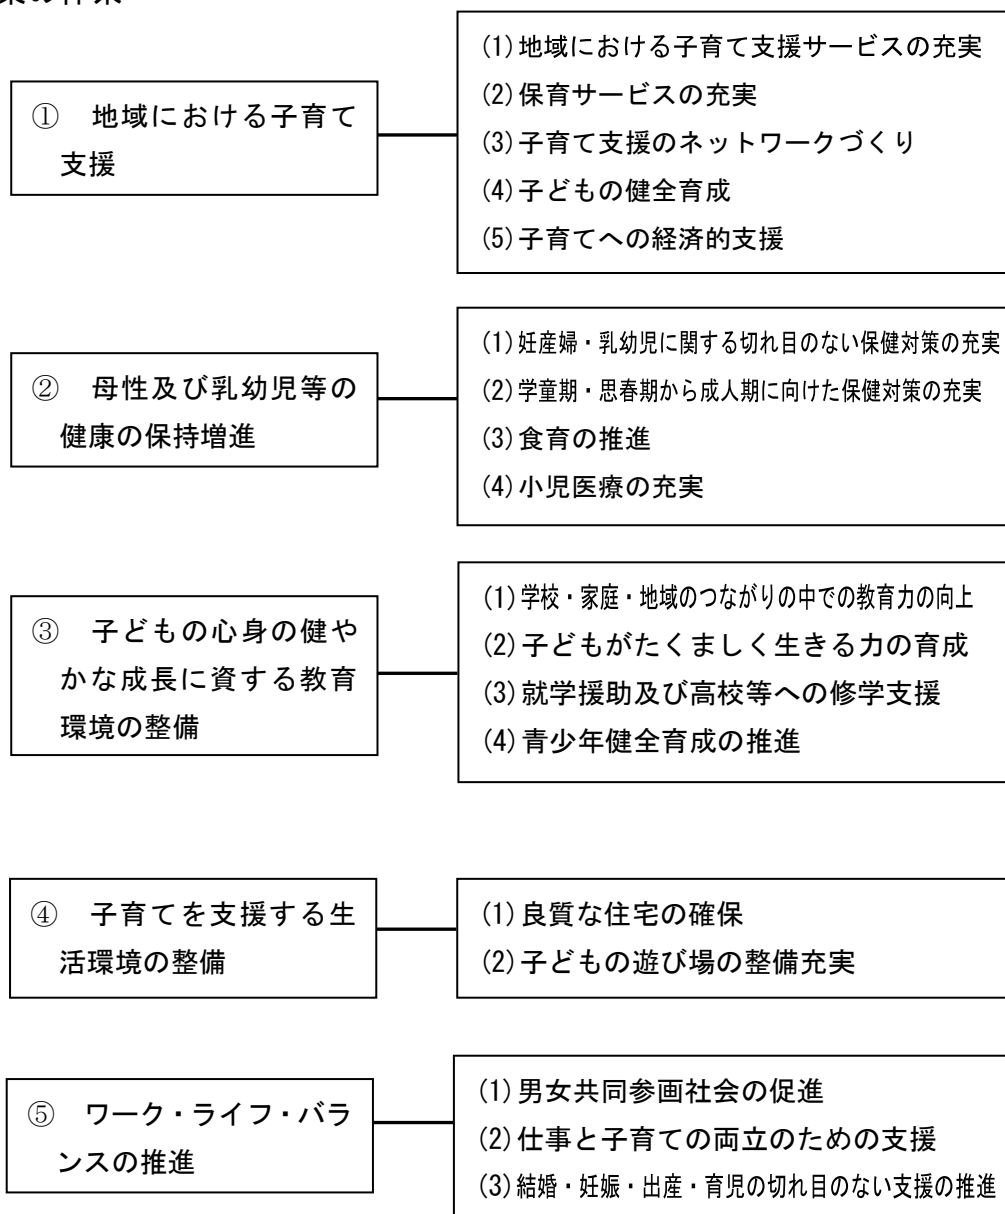 ① 地域における子育て
支援
(1)地域における子育て支援サービスの充実
(2)保育サービスの充実
(3)子育て支援のネットワークづくり
(4)子どもの健全育成
(5)子育てへの経済的支援
② 母性及び乳幼児等の
健康の保持増進
(1)妊産婦・乳幼児に関する切れ目のない保健対策の充実
(2)学童期・思春期から成人期に向けた保健対策の充実
(3)食育の推進
(4)小児医療の充実
③ 子どもの心身の健や
かな成長に資する教育
環境の整備
(1)学校・家庭・地域のつながりの中での教育力の向上
(2)子どもがたくましく生きる力の育成
(3)就学援助及び高校等への修学支援
(4)青少年健全育成の推進
④ 子育てを支援する生
活環境の整備
(1)良質な住宅の確保
(2)子どもの遊び場の整備充実
⑤ ワーク・ライフ・バラ
ンスの推進
(1)男女共同参画社会の促進
(2)仕事と子育ての両立のための支援
(3)結婚・妊娠・出産・育児の切れ目のない支援の推進